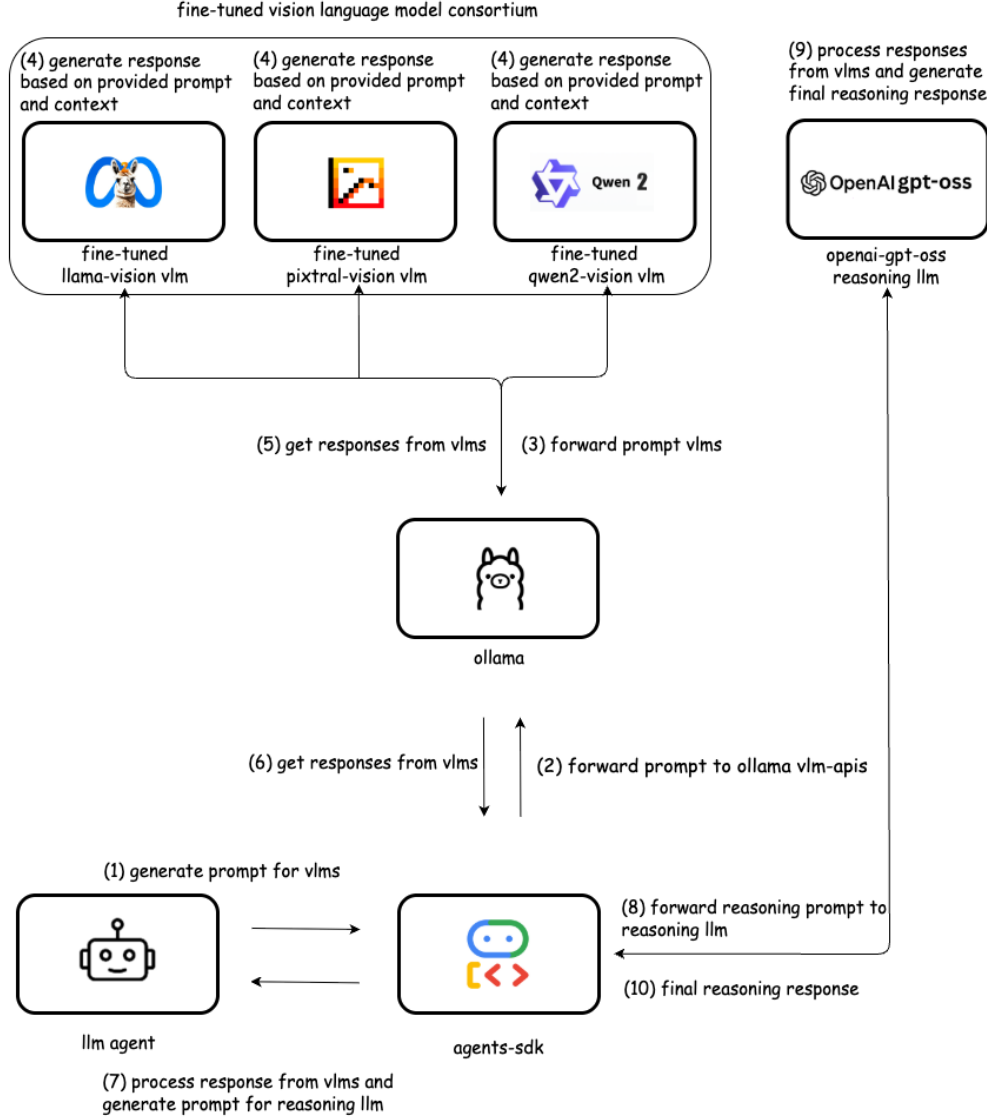 fine-tuned vision language model consortium
(4) generate response
based on provided prompt
and context
(4) generate response
based on provided prompt
and context
(4) generate response
based on provided prompt
and context
(9) process responses
from vlms and generate
final reasoning response
Qwen 2
OpenAI gpt-oss
fine-tuned
llama-vision vlm
fine-tuned
pixtral-vision vlm
fine-tuned
qwen2-vision vlm
openai-gpt-oss
reasoning llm
(5) get responses from vlms
(3) forward prompt vlms
ollama
(6) get responses from vlms
(2) forward prompt to ollama vlm-apis
(1) generate prompt for vlms
(8) forward reasoning prompt to
reasoning llm
(10) final reasoning response
llm agent
agents-sdk
(7) process response from vlms and
generate prompt for reasoning llm